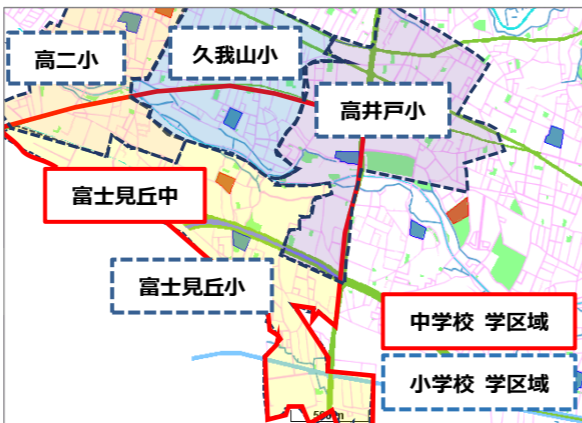 高二小
久我山小
高井戸小
富士見丘中
富士見丘小
中学校 学区域
小学校 学区域